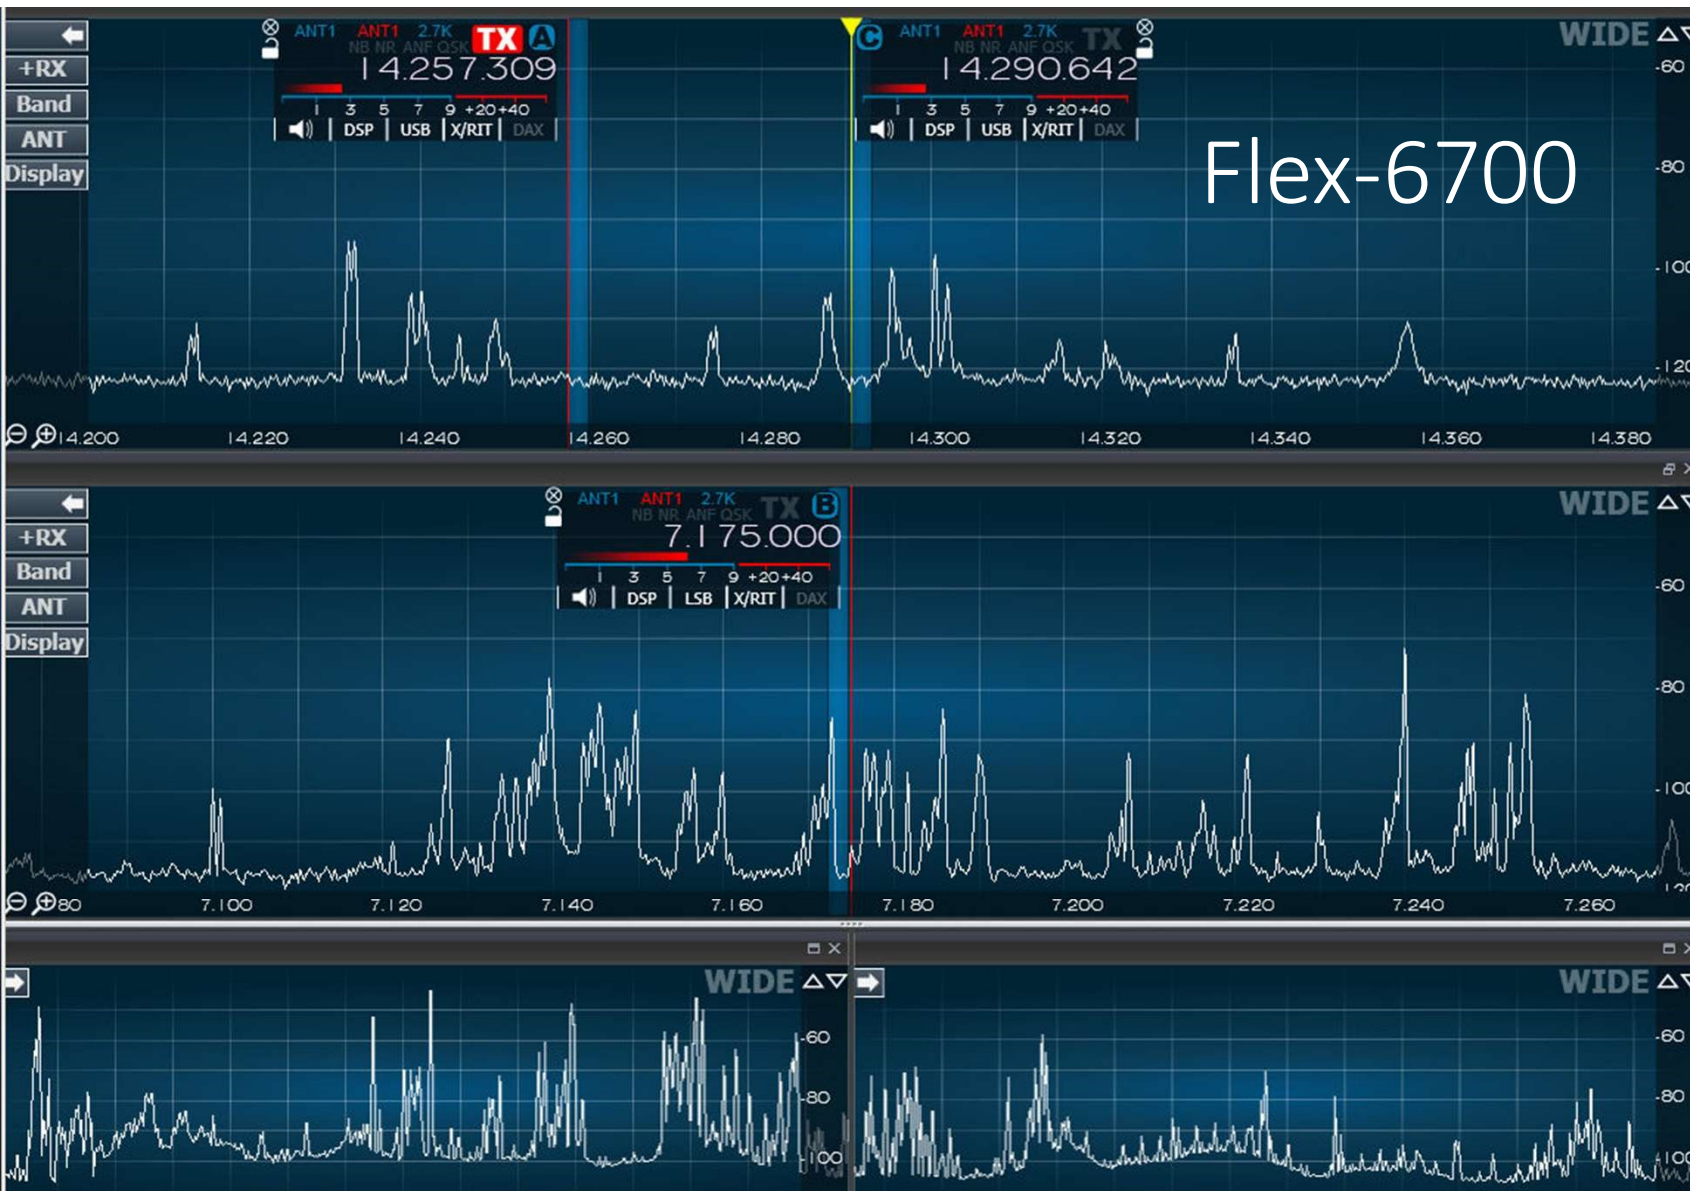 ANT1 ANT1 2.7K TX A
NB NR ANF QSK
14.257.309
1 3 5 7 9 +20 +40
DSP USB X/RIT DAX
C ANT1 ANT1 2.7K TX
NB NR ANF QSK
14.290.642
1 3 5 7 9 +20 +40
DSP USB X/RIT DAX
WIDE
+RX
Band
ANT
Display
Flex-6700
-60
-80
-100
-120
14.200 14.220 14.240 14.260 14.280 14.300 14.320 14.340 14.360 14.380
ANT1 ANT1 2.7K TX B
NB NR ANF QSK
7.175.000
1 3 5 7 9 +20 +40
DSP LSB X/RIT DAX
WIDE
+RX
Band
ANT
Display
-60
-80
-100
-120
80 7.100 7.120 7.140 7.160 7.180 7.200 7.220 7.240 7.260
WIDE
-60
-80
-100
WIDE
-60
-80
-100